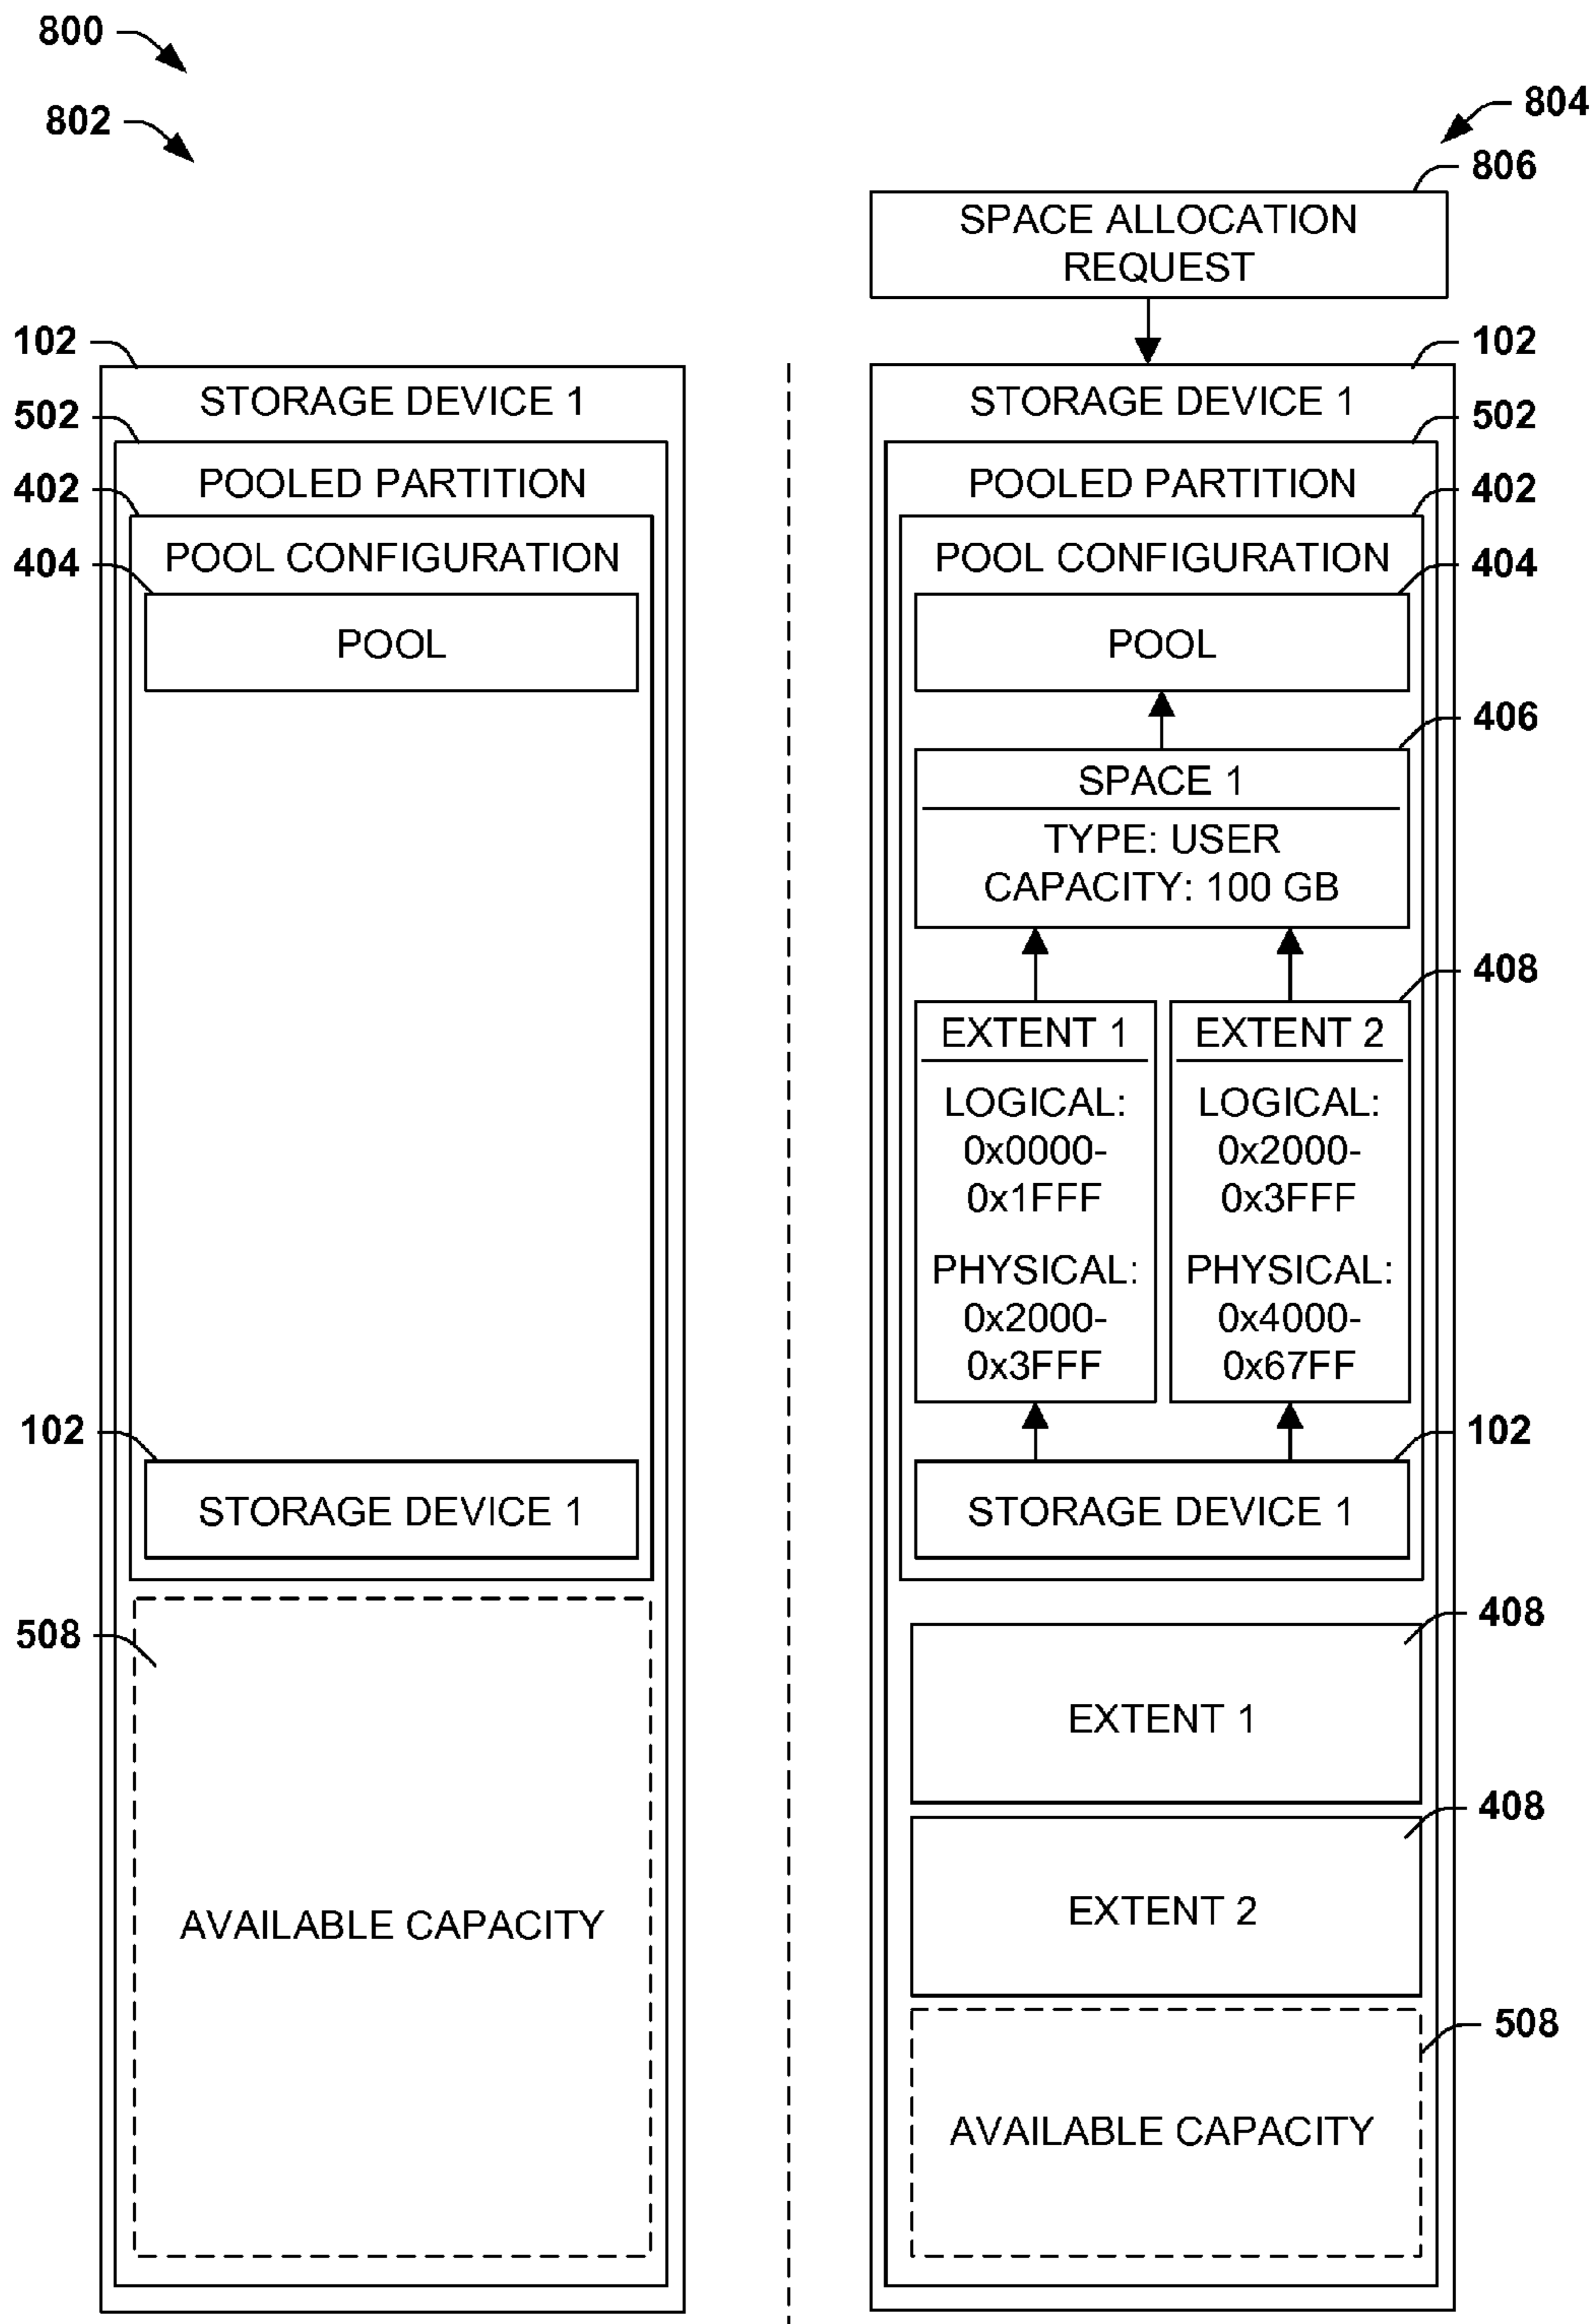 800
802
804
806
SPACE ALLOCATION
REQUEST
102
STORAGE DEVICE 1
502
POOLED PARTITION
402
POOL CONFIGURATION
404
POOL
102
STORAGE DEVICE 1
508
AVAILABLE CAPACITY
102
STORAGE DEVICE 1
502
POOLED PARTITION
402
POOL CONFIGURATION
404
POOL
406
SPACE 1
TYPE: USER
CAPACITY: 100 GB
408
EXTENT 1
LOGICAL:
0x0000-
0x1FFF
PHYSICAL:
0x2000-
0x3FFF
EXTENT 2
LOGICAL:
0x2000-
0x3FFF
PHYSICAL:
0x4000-
0x67FF
102
STORAGE DEVICE 1
408
EXTENT 1
408
EXTENT 2
508
AVAILABLE CAPACITY